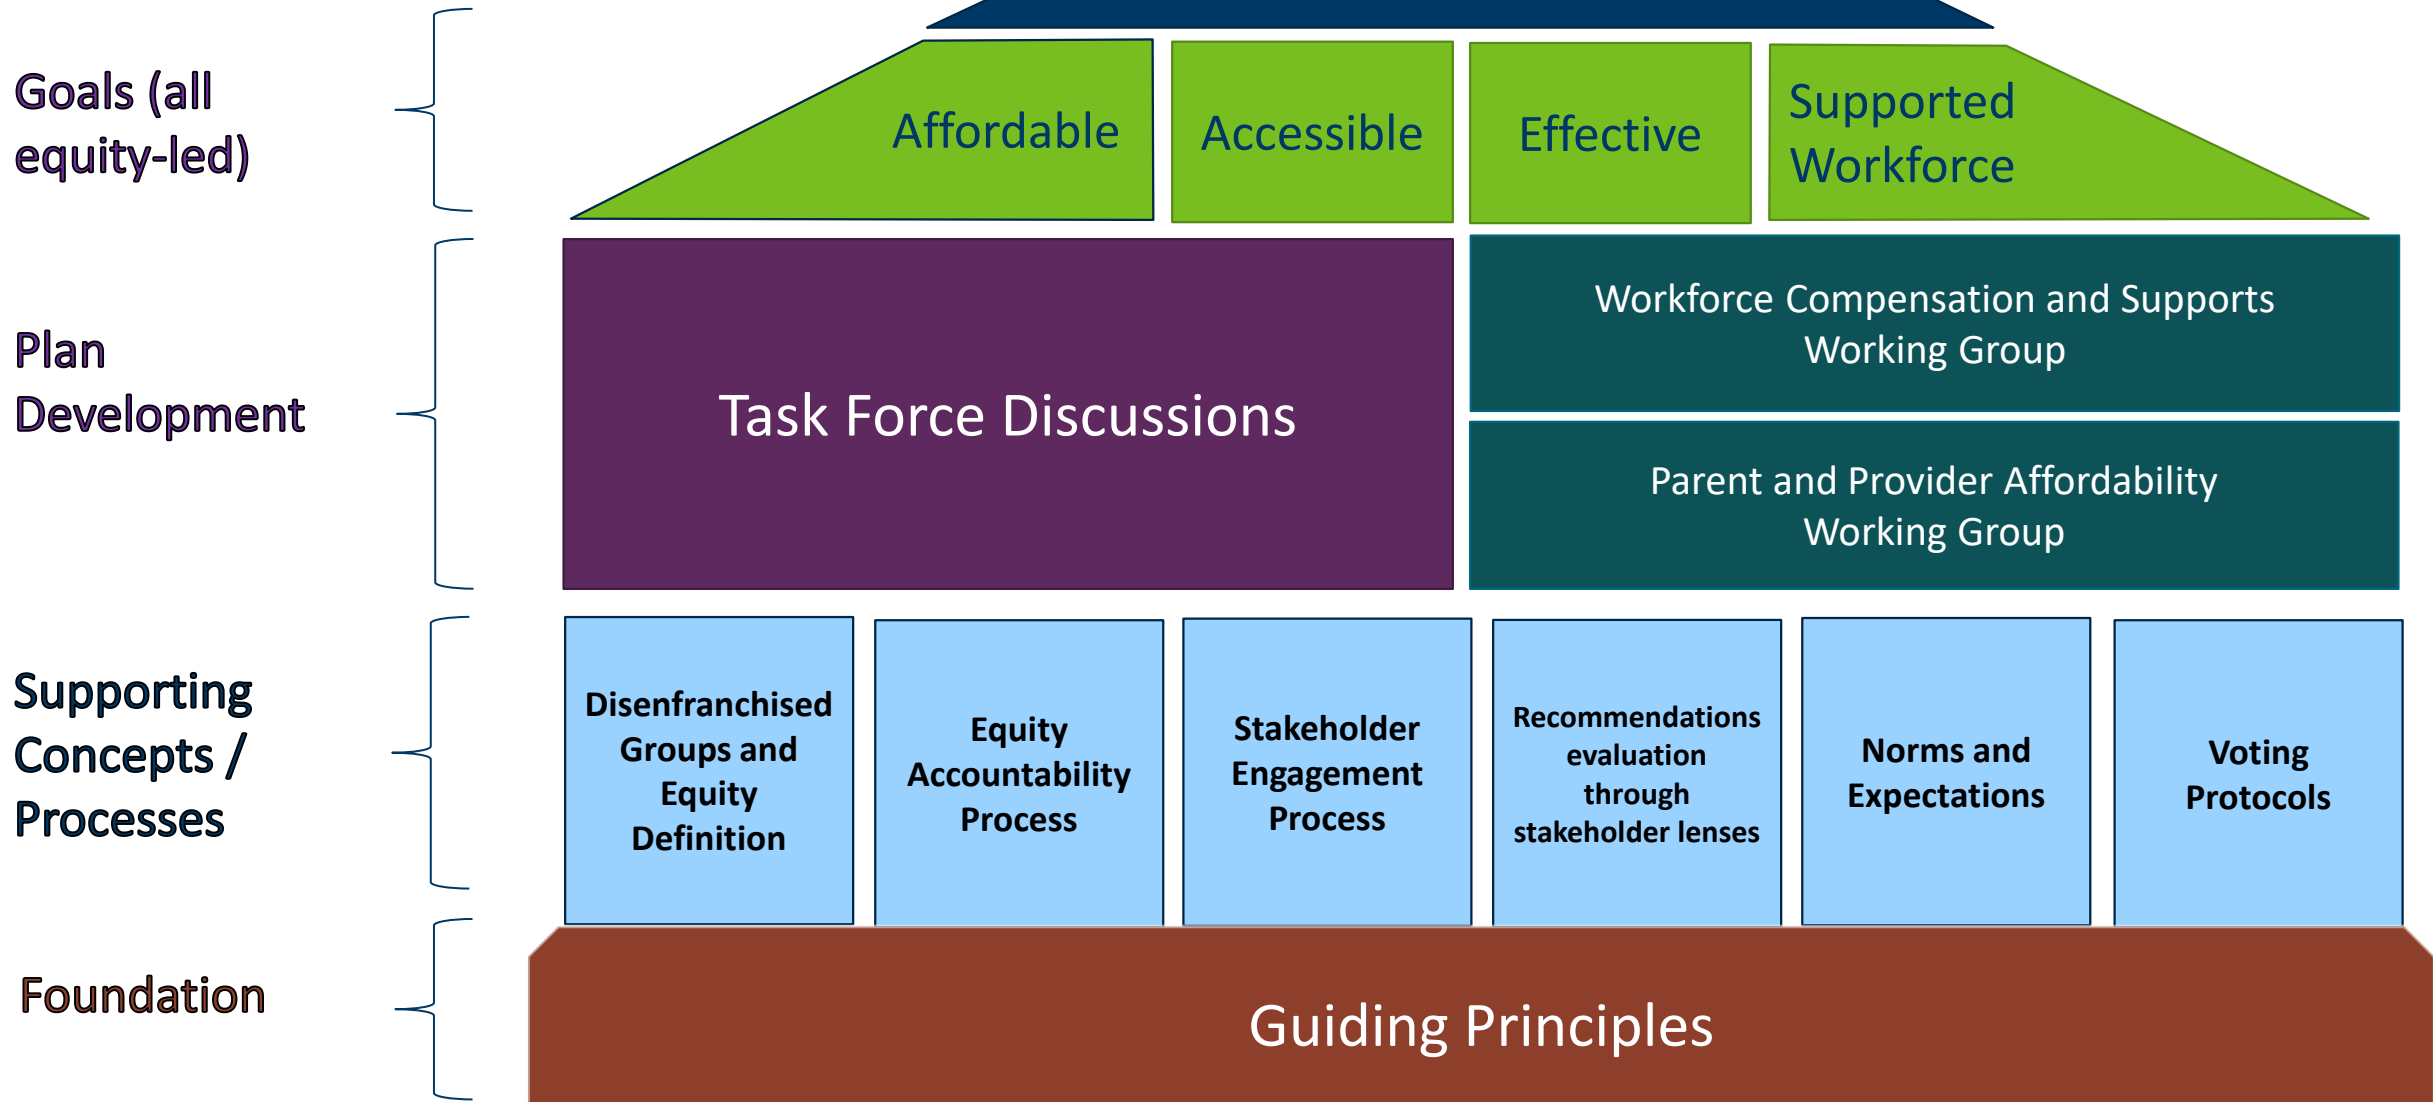 Goals (all
equity-led)
Affordable
Accessible
Effective
Supported
Workforce
Plan
Development
Task Force Discussions
Workforce Compensation and Supports
Working Group
Parent and Provider Affordability
Working Group
Supporting
Concepts /
Processes
Disenfranchised
Groups and
Equity
Definition
Equity
Accountability
Process
Stakeholder
Engagement
Process
Recommendations
evaluation
through
stakeholder lenses
Norms and
Expectations
Voting
Protocols
Foundation
Guiding Principles